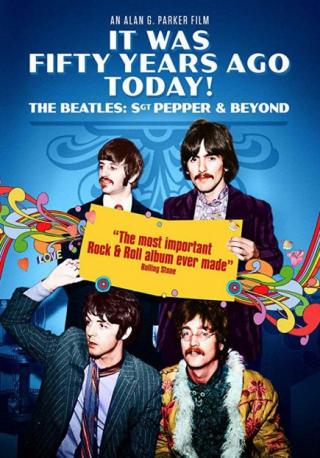 AN ALAN G. PARKER FILM
IT WAS
FIFTY YEARS AGO
TODAY!
THE BEATLES: SGT PEPPER & BEYOND
LOVE
"The most important
Rock & Roll album ever made"
Rolling Stone